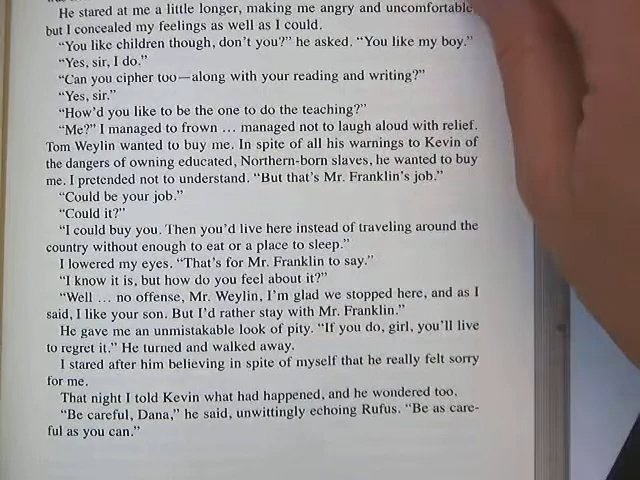 He stared at me a little longer, making me angry and uncomfortable,
but I concealed my feelings as well as I could.
“You like children though, don't you?” he asked. “You like my boy.”
“Yes, sir, I do.”
“Can you cipher too—along with your reading and writing?”
“Yes, sir.”
“How'd you like to be the one to do the teaching?”
“Me?” I managed to frown … managed not to laugh aloud with relief.
Tom Weylin wanted to buy me. In spite of all his warnings to Kevin of
the dangers of owning educated, Northern-born slaves, he wanted to buy
me. I pretended not to understand. “But that's Mr. Franklin's job.”
“Could be your job.”
“Could it?”
“I could buy you. Then you'd live here instead of traveling around the
country without enough to eat or a place to sleep.”
I lowered my eyes. “That's for Mr. Franklin to say.”
“I know it is, but how do you feel about it?”
“Well … no offense, Mr. Weylin, I'm glad we stopped here, and as I
said, I like your son. But I'd rather stay with Mr. Franklin.”
He gave me an unmistakable look of pity. “If you do, girl, you'll live
to regret it.” He turned and walked away.
I stared after him believing in spite of myself that he really felt sorry
for me.
That night I told Kevin what had happened, and he wondered too.
“Be careful, Dana,” he said, unwittingly echoing Rufus. “Be as care-
ful as you can.”